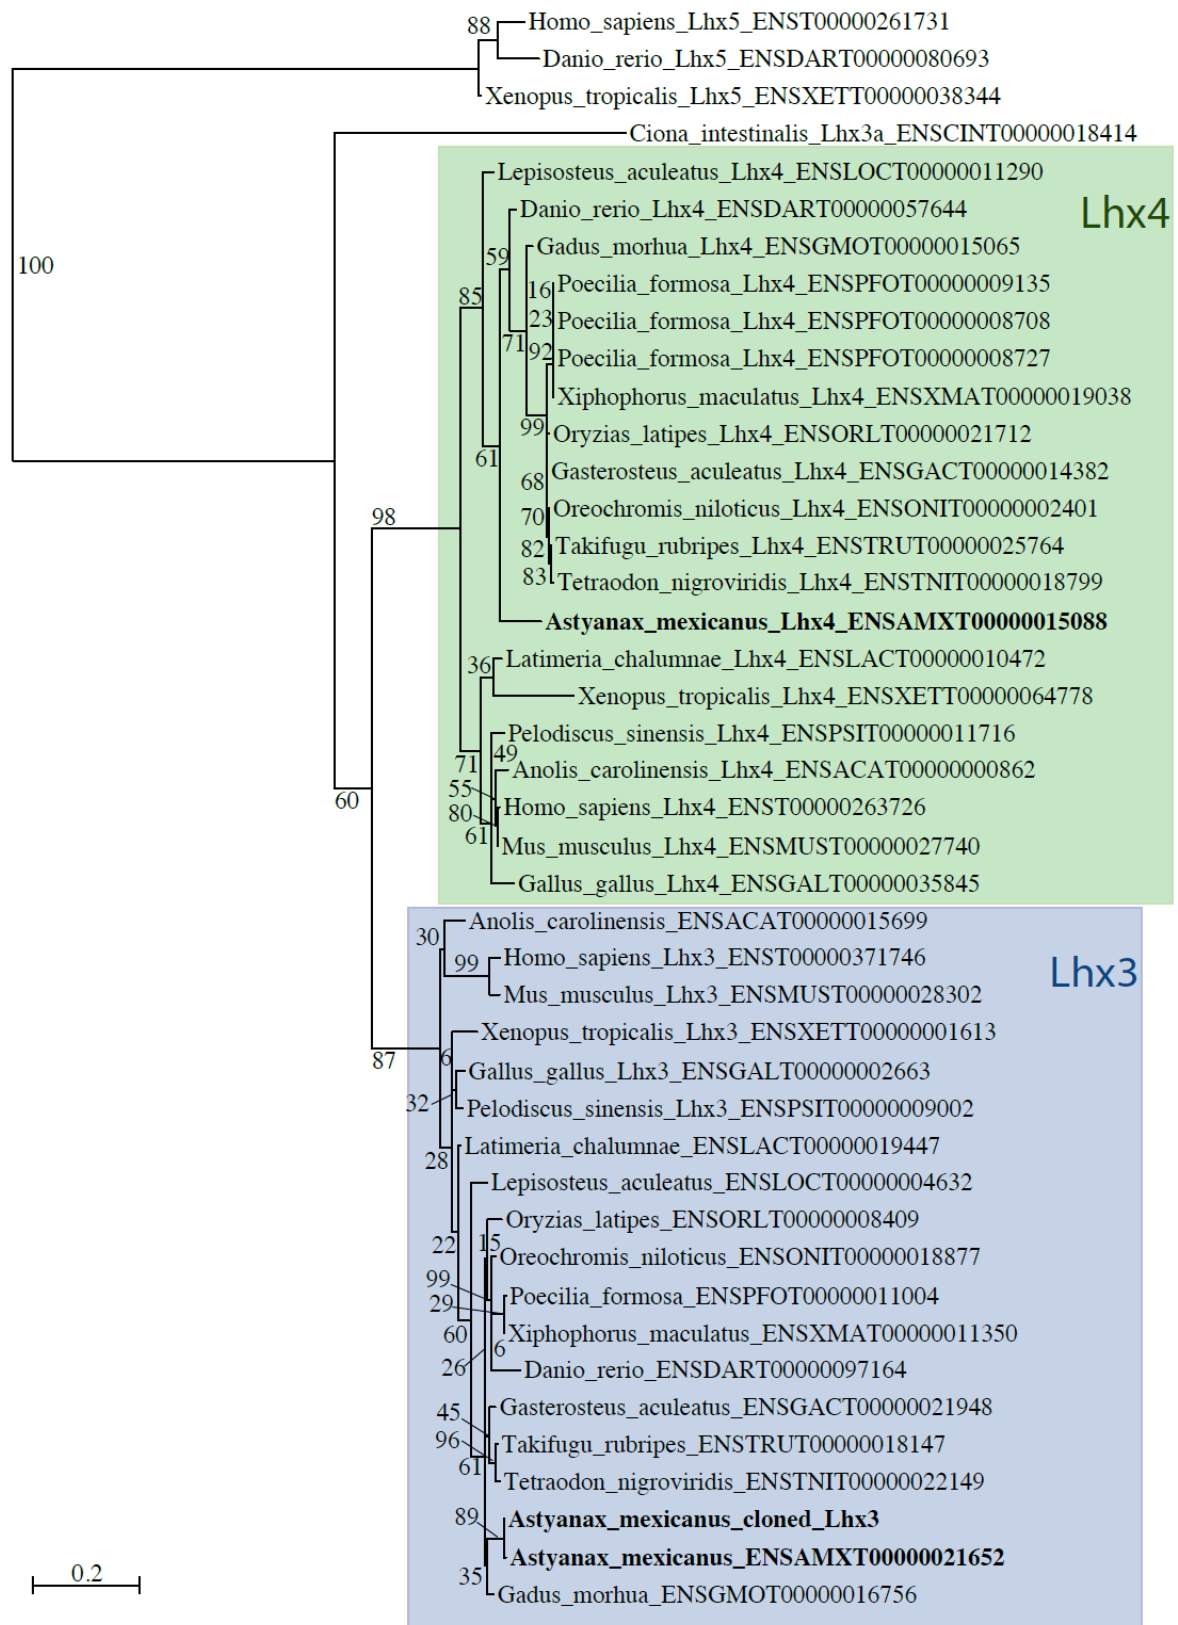 88
Homo_sapiens_Lhx5_ENST00000261731
Danio_rerio_Lhx5_ENSDART00000080693
Xenopus_tropicalis_Lhx5_ENSXETT00000038344
Ciona_intestinalis_Lhx3a_ENSCINT00000018414
100
Lepisosteus_aculeatus_Lhx4_ENSLOCT00000011290
Danio_rerio_Lhx4_ENSDART00000057644
Lhx4
59
Gadus_morhua_Lhx4_ENSGMOT00000015065
85
16
Poecilia_formosa_Lhx4_ENSPFOT00000009135
23
Poecilia_formosa_Lhx4_ENSPFOT00000008708
71
92
Poecilia_formosa_Lhx4_ENSPFOT00000008727
Xiphophorus_maculatus_Lhx4_ENSXMAT00000019038
99
Oryzias_latipes_Lhx4_ENSORLT00000021712
61
68
Gasterosteus_aculeatus_Lhx4_ENSGACT00000014382
98
70
Oreochromis_niloticus_Lhx4_ENSONIT00000002401
82
Takifugu_rubripes_Lhx4_ENSTRUT00000025764
83
Tetraodon_nigroviridis_Lhx4_ENSTNIT00000018799
Astyanax_mexicanus_Lhx4_ENSAMXT00000015088
36
Latimeria_chalumnae_Lhx4_ENSLACT00000010472
Xenopus_tropicalis_Lhx4_ENSXETT00000064778
Pelodiscus_sinensis_Lhx4_ENSPSIT00000011716
71
49
Anolis_carolinensis_Lhx4_ENSACAT00000000862
55
60
80
Homo_sapiens_Lhx4_ENST00000263726
61
Mus_musculus_Lhx4_ENSMUST00000027740
Gallus_gallus_Lhx4_ENSGALT00000035845
Anolis_carolinensis_ENSACAT00000015699
30
99
Homo_sapiens_Lhx3_ENST00000371746
Lhx3
Mus_musculus_Lhx3_ENSMUST00000028302
Xenopus_tropicalis_Lhx3_ENSXETT00000001613
87
6
Gallus_gallus_Lhx3_ENSGALT00000002663
32
Pelodiscus_sinensis_Lhx3_ENSPSIT00000009002
28
Latimeria_chalumnae_ENSLACT00000019447
Lepisosteus_aculeatus_ENSLOCT00000004632
Oryzias_latipes_ENSORLT00000008409
22
15
Oreochromis_niloticus_ENSONIT00000018877
99
29
Poecilia_formosa_ENSPFOT00000011004
60
Xiphophorus_maculatus_ENSXMAT00000011350
26
6
Danio_rerio_ENSDART00000097164
45
Gasterosteus_aculeatus_ENSGACT00000021948
96
Takifugu_rubripes_ENSTRUT00000018147
61
Tetraodon_nigroviridis_ENSTNIT00000022149
89
Astyanax_mexicanus_cloned_Lhx3
Astyanax_mexicanus_ENSAMXT00000021652
35
Gadus_morhua_ENSGMOT00000016756
0.2